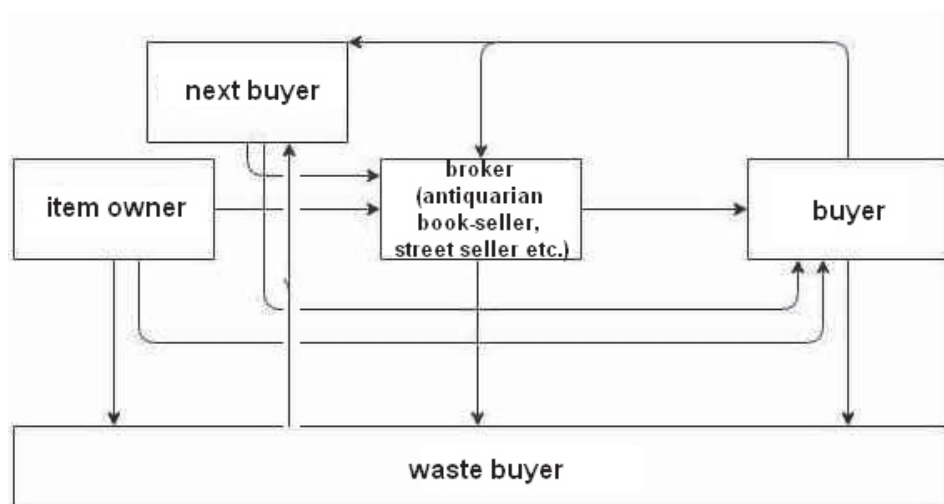 next buyer
item owner
broker
(antiquarian
book-seller,
street seller etc.)
buyer
waste buyer